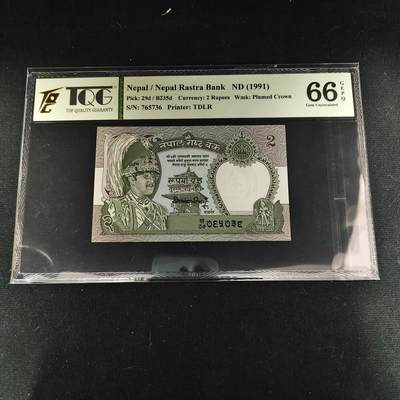 TQG
TOP QUALITY GUARANTY
Nepal / Nepal Rastra Bank ND (1991)
Pick: 29d / B235d Currency: 2 Rupees Wmk: Plumed Crown
S/N: 765736 Printer: TDLR
66
GEPQ
Gem Uncirculated
नेपाल राष्ट्र बैंक
2